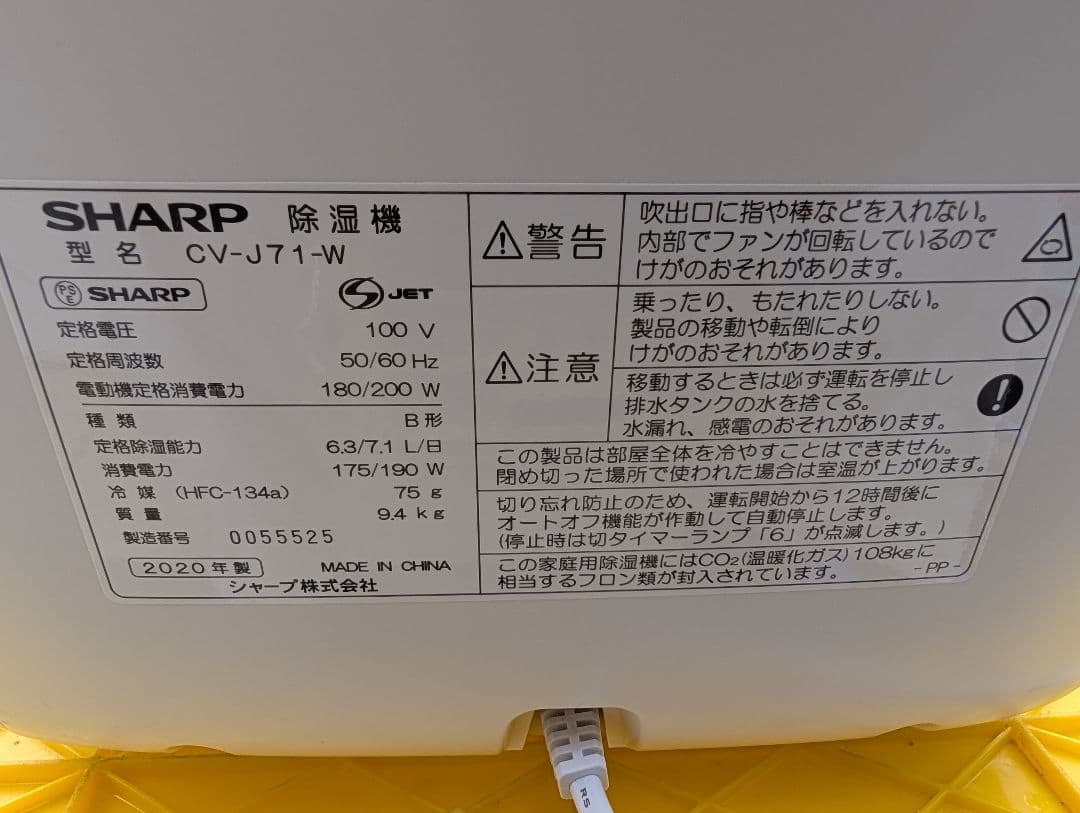 SHARP 除湿機
型名 CV-J71-W
PS E SHARP
S JET
定格電圧 100 V
定格周波数 50/60 Hz
電動機定格消費電力 180/200 W
種類 B形
定格除湿能力 6.3/7.1 L/日
消費電力 175/190 W
冷媒 (HFC-134a) 75 g
質量 9.4 kg
製造番号 0055525
2020年製 MADE IN CHINA
シャープ株式会社
⚠警告
吹出口に指や棒などを入れない。
内部でファンが回転しているので
けがのおそれがあります。
⚠注意
乗ったり、もたれたりしない。
製品の移動や転倒により
けがのおそれがあります。
移動するときは必ず運転を停止し
排水タンクの水を捨てる。
水漏れ、感電のおそれがあります。
この製品は部屋全体を冷やすことはできません。
閉め切った場所で使われた場合は室温が上がります。
切り忘れ防止のため、運転開始から12時間後に
オートオフ機能が作動して自動停止します。
(停止時は切タイマーランプ「6」が点滅します。)
この家庭用除湿機にはCO₂(温暖化ガス)108kgに
相当するフロン類が封入されています。 -PP-
RS